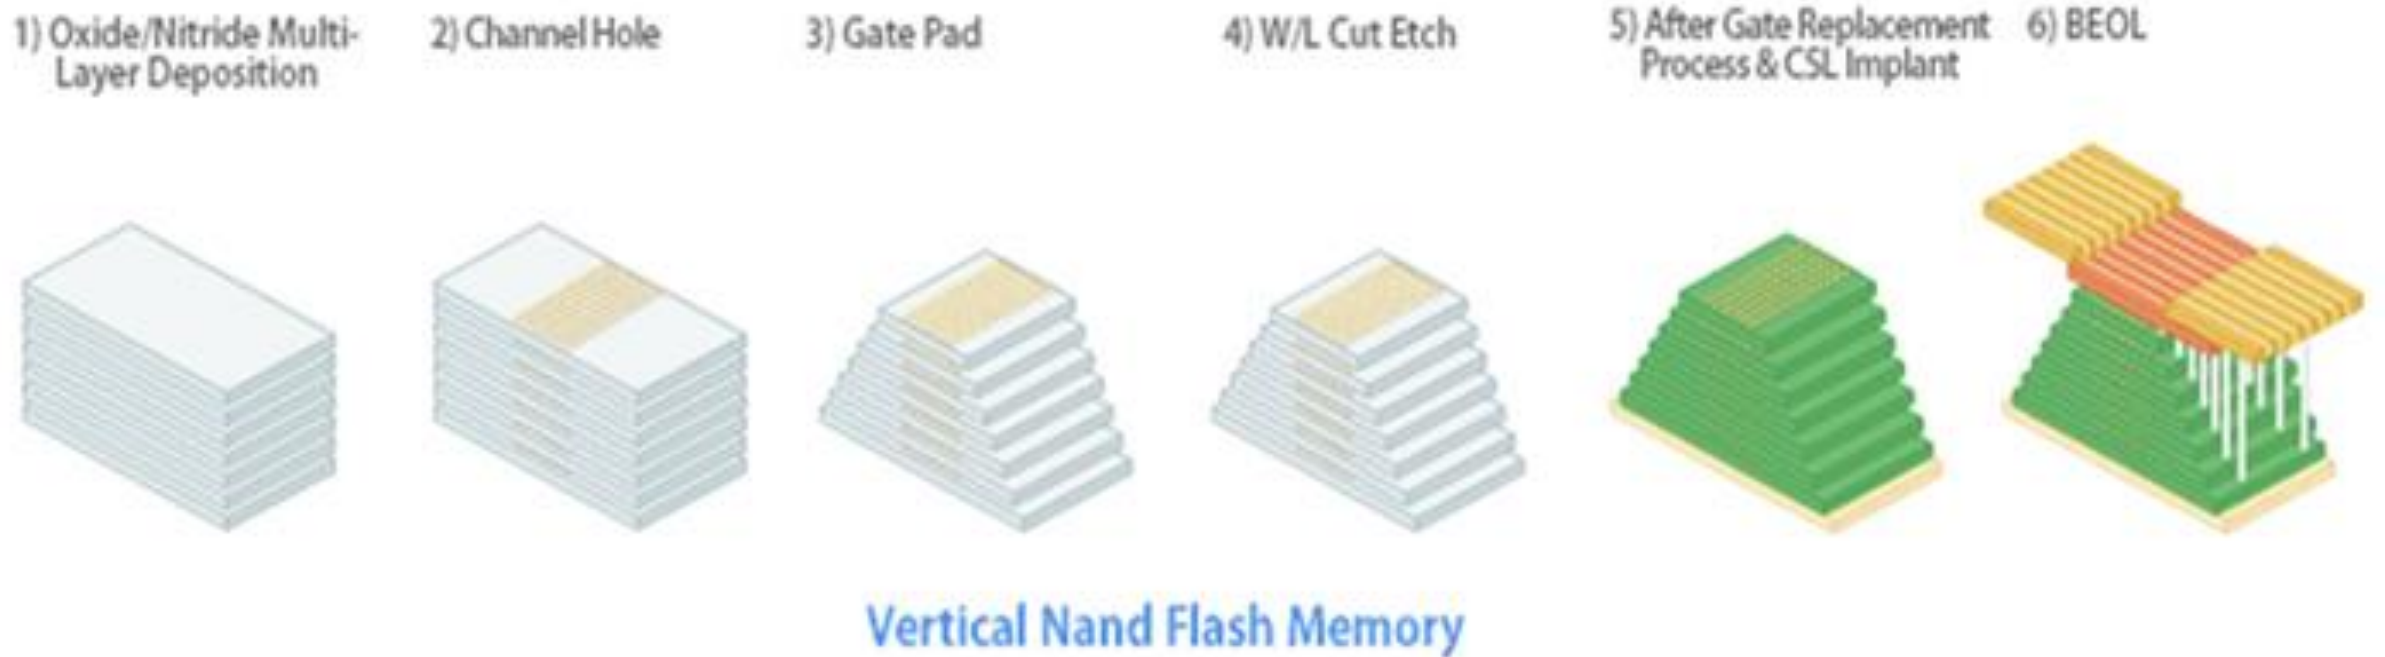 1) Oxide/Nitride Multi-
Layer Deposition
2) Channel Hole
3) Gate Pad
4) W/L Cut Etch
5) After Gate Replacement
Process & CSL Implant
6) BEOL
Vertical Nand Flash Memory